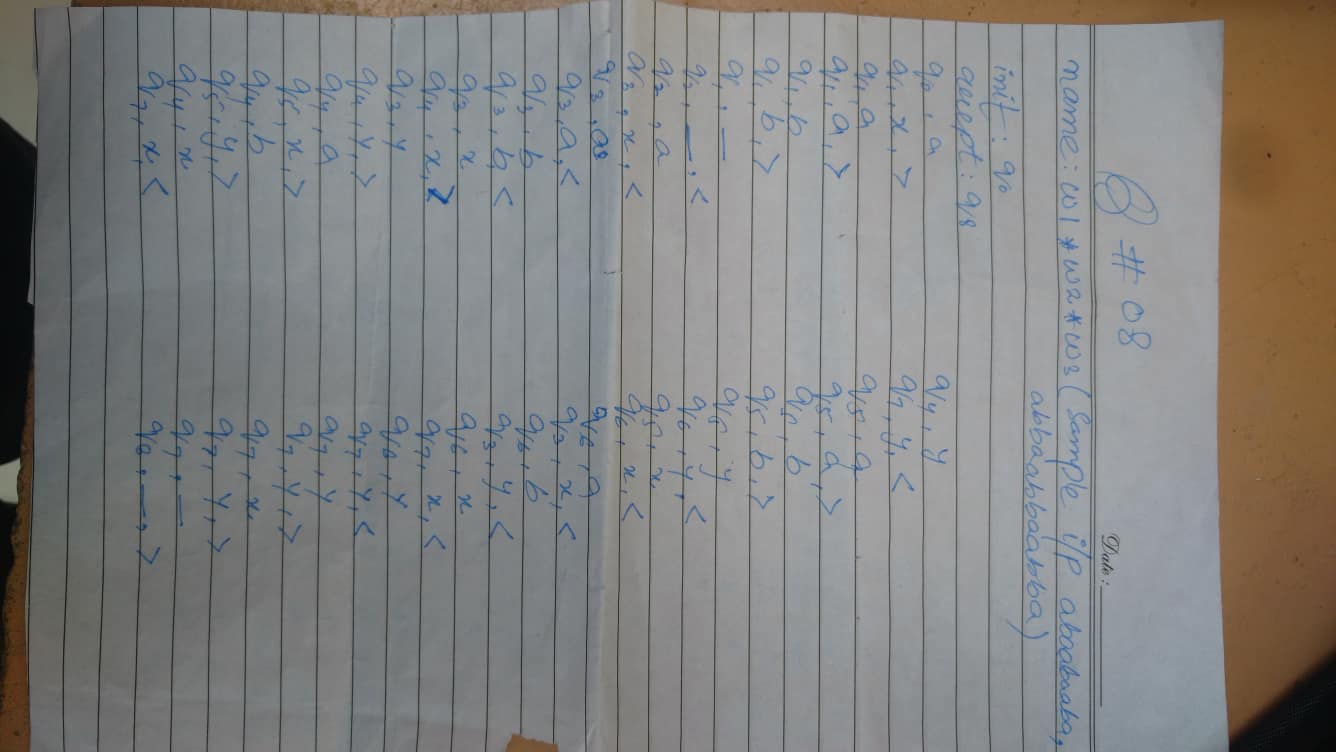 Q # 08
Date:
name: w1 * w2 * w3 (Sample i/p abaabaaba,
abbaabbaabba)
init: q0
accept: q8
q0, a
q1, x, >
q1, a
q1, a, >
q1, b
q1, b, >
q1, _
q2, _, <
q2, a
q3, x, <
q3, a
q3, a, <
q3, b
q3, b, <
q3, x
q4, x, >
q3, y
q4, y, >
q4, a
q5, x, >
q4, b
q5, y, >
q4, x
q7, x, <
q4, y
q7, y, <
q5, a
q5, a, >
q5, b
q5, b, >
q5, y
q6, y, <
q5, x
q6, x, <
q6, a
q3, x, <
q6, b
q3, y, <
q6, x
q7, x, <
q6, y
q7, y, <
q7, y
q7, y, >
q7, x
q7, y, >
q7, _
q8, _, >